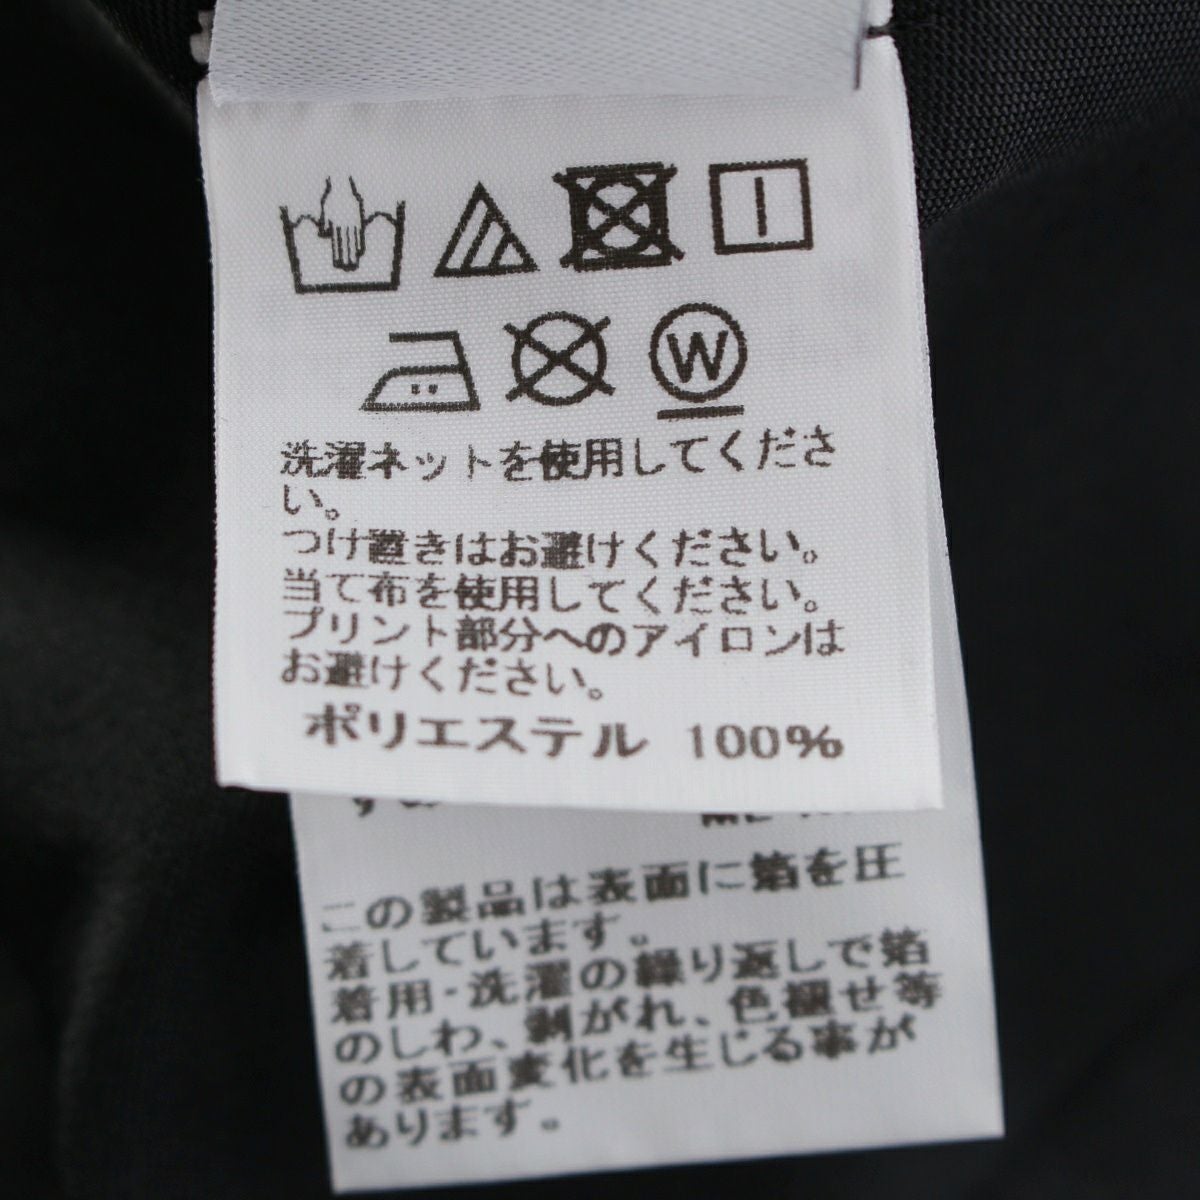 W
洗濯ネットを使用してくださ
い。
つけ置きはお避けください。
当て布を使用してください。
プリント部分へのアイロンは
お避けください。
ポリエステル 100%
この製品は表面に箔を圧
着しています。
着用・洗濯の繰り返しで箔
のしわ、剥がれ、色褪せ等
の表面変化を生じる事が
あります。